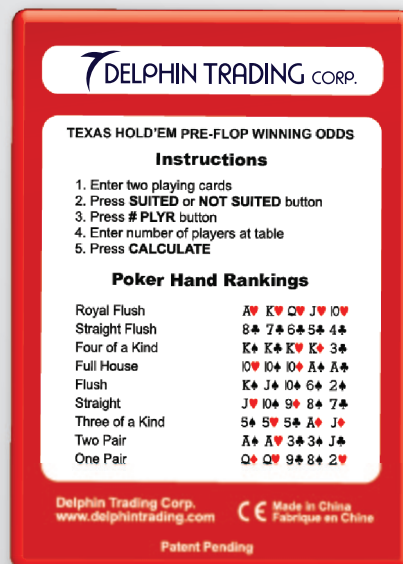 DELPHIN TRADING CORP.
TEXAS HOLD'EM PRE-FLOP WINNING ODDS
Instructions
1. Enter two playing cards
2. Press SUITED or NOT SUITED button
3. Press # PLYR button
4. Enter number of players at table
5. Press CALCULATE
Poker Hand Rankings
Royal Flush A♥ K♥ Q♥ J♥ 10♥
Straight Flush 8♣ 7♣ 6♣ 5♣ 4♣
Four of a Kind K♠ K♣ K♥ K♦ 3♣
Full House 10♥ 10♠ 10♦ A♠ A♣
Flush K♠ J♠ 10♠ 6♠ 2♠
Straight J♥ 10♠ 9♦ 8♠ 7♣
Three of a Kind 5♠ 5♥ 5♣ A♦ J♦
Two Pair A♠ A♥ 3♣ 3♠ J♣
One Pair Q♦ Q♥ 9♣ 8♠ 2♥
Delphin Trading Corp.
www.delphintrading.com
CE Made in China
Fabrique en Chine
Patent Pending